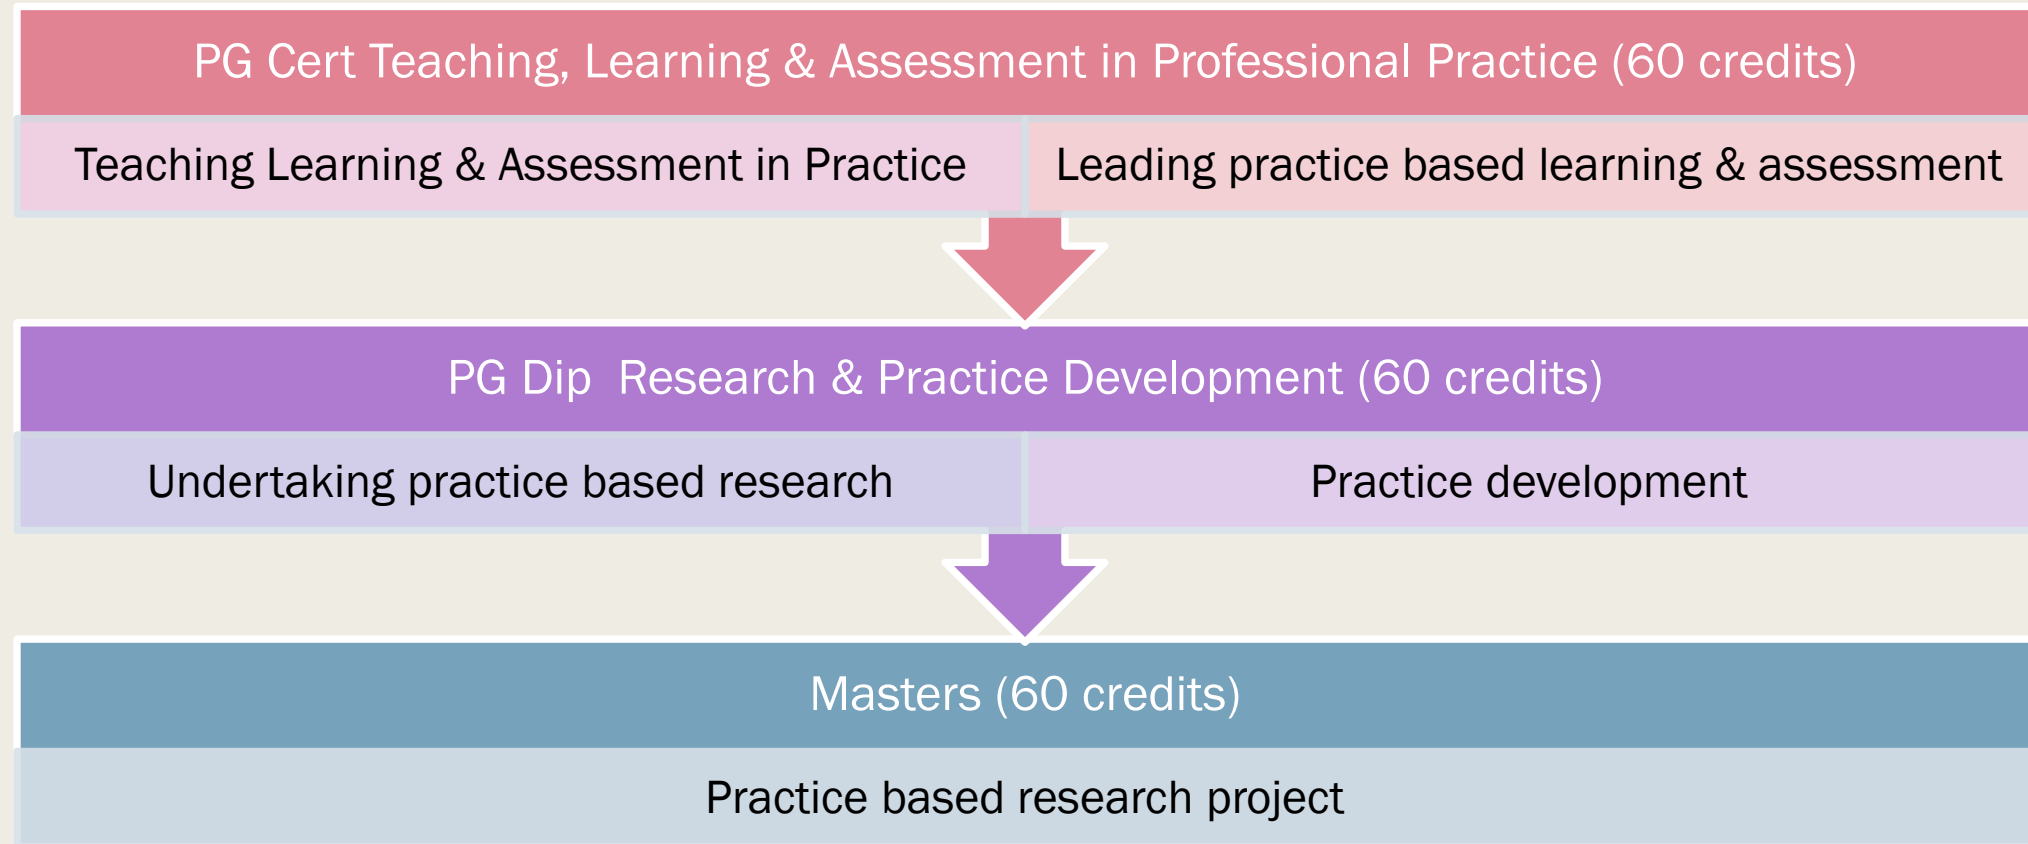 PG Cert Teaching, Learning & Assessment in Professional Practice (60 credits)
Teaching Learning & Assessment in Practice
Leading practice based learning & assessment
PG Dip  Research & Practice Development (60 credits)
Undertaking practice based research
Practice development
Masters (60 credits)
Practice based research project